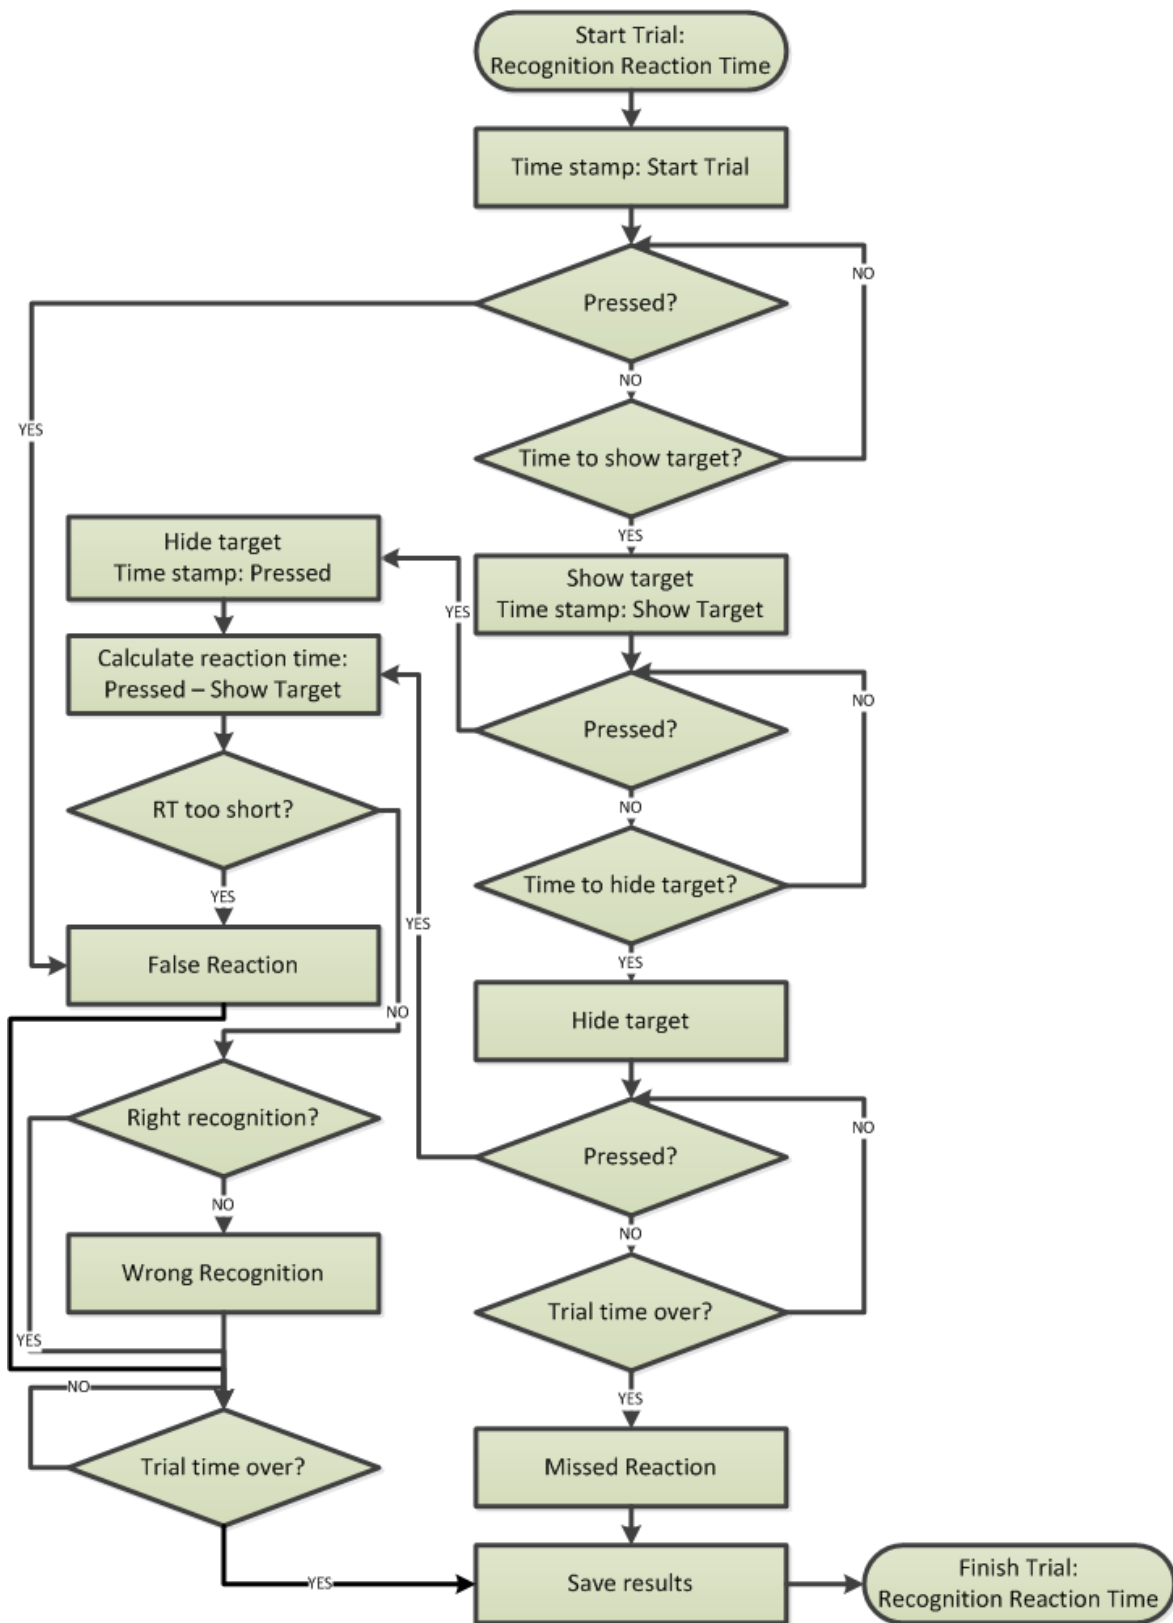 Start Trial:
Recognition Reaction Time
Time stamp: Start Trial
NO
Pressed?
NO
YES
Time to show target?
YES
Hide target
Time stamp: Pressed
Show target
Time stamp: Show Target
YES
Calculate reaction time:
Pressed – Show Target
NO
Pressed?
NO
RT too short?
Time to hide target?
YES
YES
YES
False Reaction
NO
Hide target
Right recognition?
NO
Pressed?
NO
NO
Wrong Recognition
Trial time over?
YES
NO
YES
Trial time over?
Missed Reaction
YES
Save results
Finish Trial:
Recognition Reaction Time